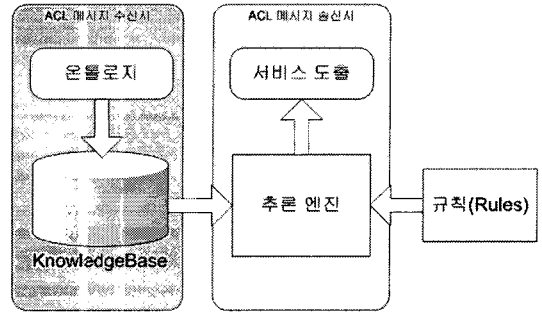 ACL 메시지 수신시
ACL 메시지 송신시
온톨로지
서비스 도출
추론 엔진
규칙(Rules)
KnowledgeBase